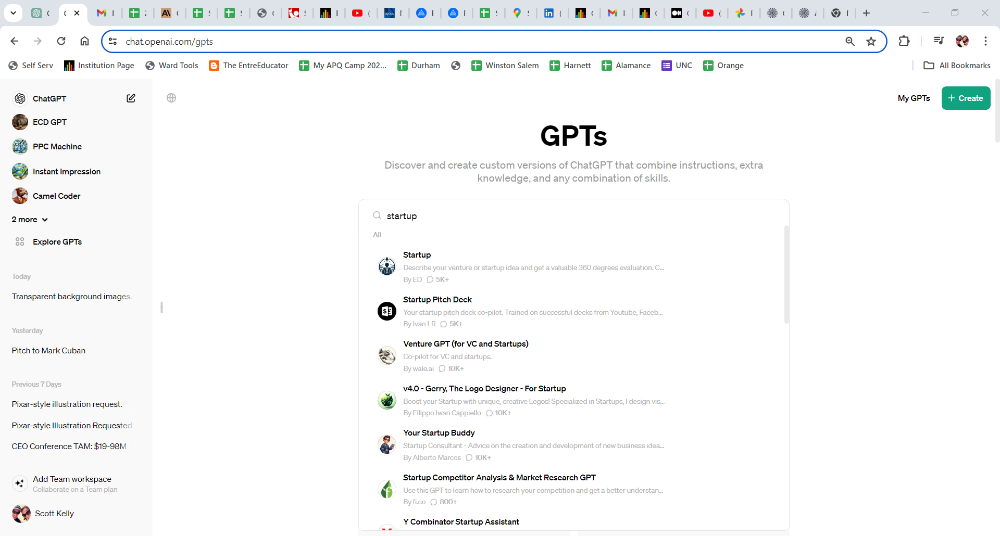 chat.openai.com/gpts
Self Serv
Institution Page
Ward Tools
The EntreEducator
My APQ Camp 202...
Durham
Winston Salem
Harnett
Alamance
UNC
Orange
All Bookmarks
ChatGPT
ECD GPT
PPC Machine
Instant Impression
Camel Coder
2 more
Explore GPTs
Today
Transparent background images.
Yesterday
Pitch to Mark Cuban
Previous 7 Days
Pixar-style illustration request.
Pixar-style Illustration Requested
CEO Conference TAM: $19-98M
Add Team workspace
Collaborate on a Team plan
Scott Kelly
My GPTs
+ Create
GPTs
Discover and create custom versions of ChatGPT that combine instructions, extra
knowledge, and any combination of skills.
startup
All
Startup
Describe your venture or startup idea and get a valuable 360 degrees evaluation. C...
By ED 5K+
Startup Pitch Deck
Your startup pitch deck co-pilot. Trained on successful decks from Youtube, Faceb...
By Ivan LR 5K+
Venture GPT (for VC and Startups)
Co-pilot for VC and startups.
By wale.ai 10K+
v4.0 - Gerry, The Logo Designer - For Startup
Boost your Startup with unique, creative Logos! Specialized in Startups, I design vis...
By Filippo Iwan Cappiello 10K+
Your Startup Buddy
Startup Consultant - Advice on the creation and development of new business idea...
By Alberto Marcos 10K+
Startup Competitor Analysis & Market Research GPT
Use this GPT to learn how to research your competition and get a better understan...
By fi.co 800+
Y Combinator Startup Assistant